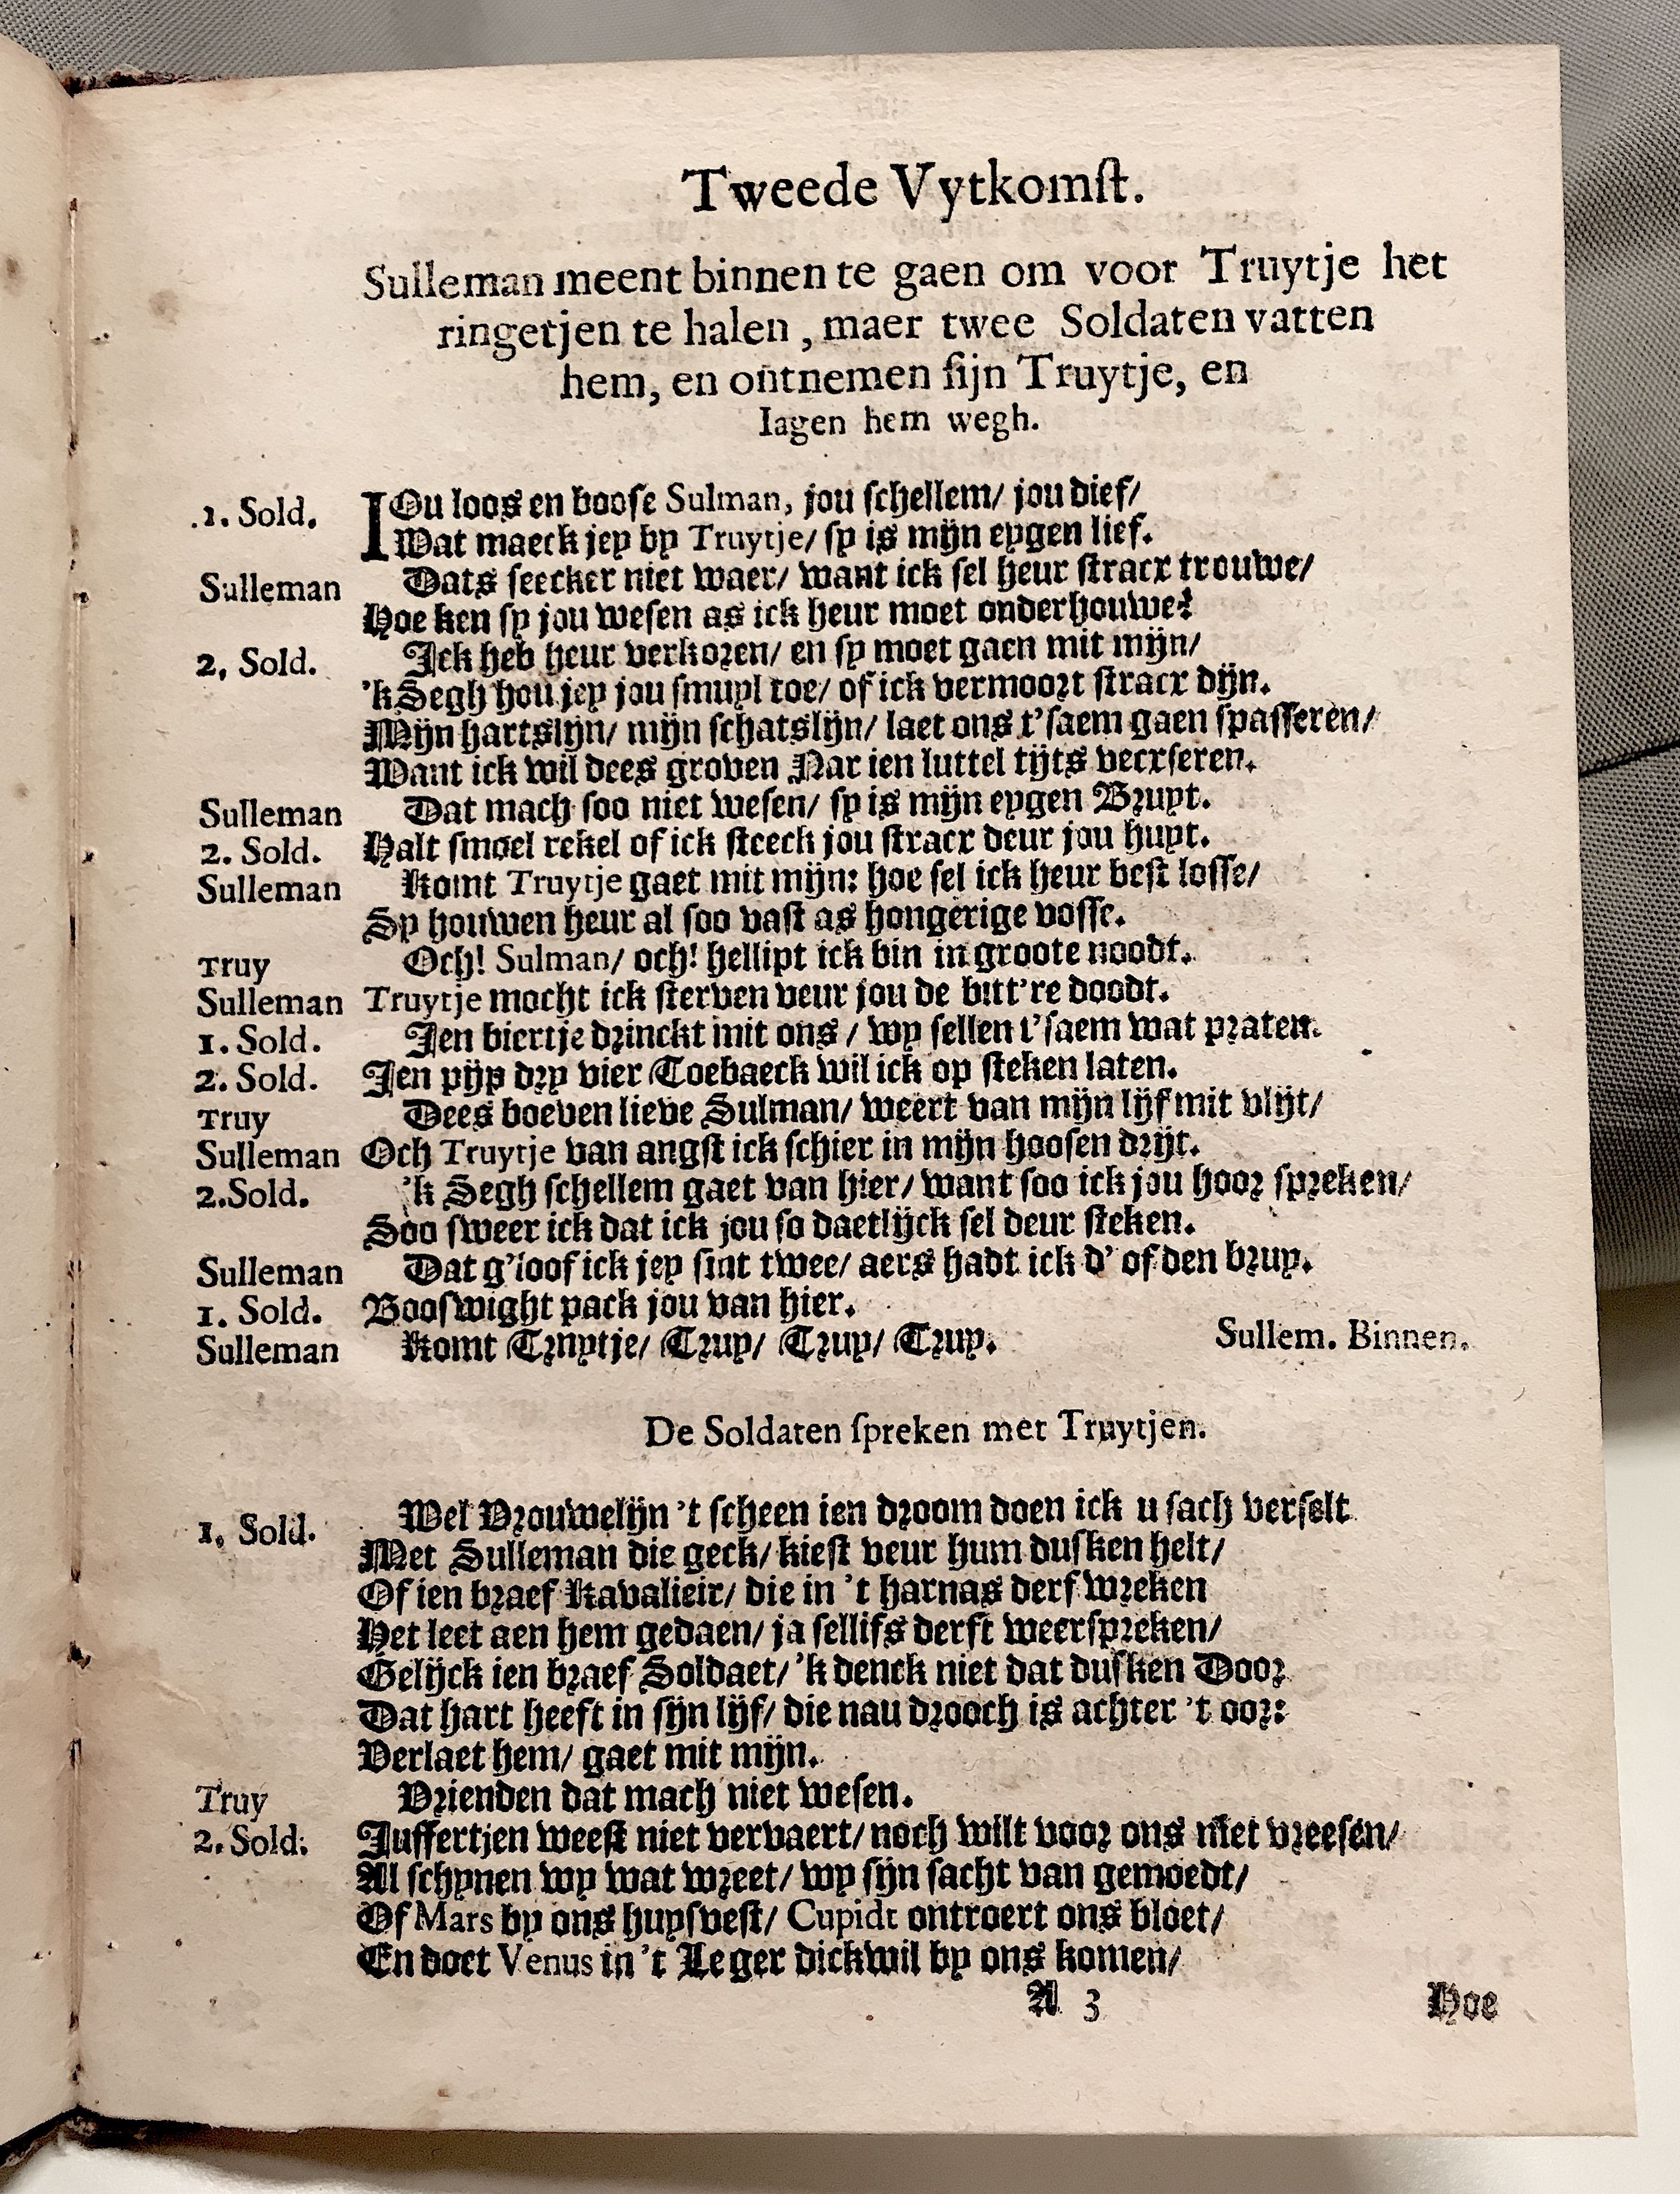 Tweede Vytkomſt.
Sulleman meent binnen te gaen om voor Truytje het
ringetjen te halen, maer twee Soldaten vatten
hem, en ontnemen ſijn Truytje, en
Iagen hem wegh.
1. Sold. IOu loos en booſe Sulman, jou ſchellem/ jou dief/
Wat maeck jey by Truytje/ ſy is mijn eygen lief.
Sulleman Dats ſeecker niet waer/ want ick ſel heur ſtracx trouwe/
Hoe ken ſy jou weſen as ick heur moet onderhouwe?
2, Sold. Ick heb heur verkoren/ en ſy moet gaen mit mijn/
'k Segh hou jey jou ſmuyl toe/ of ick vermoort ſtracx dijn.
Mijn hartslijn/ mijn ſchatslijn/ laet ons t'ſaem gaen ſpaſſeren/
Want ick wil dees groven Nar ien luttel tijts vecxſeren.
Sulleman Dat mach ſoo niet weſen/ ſy is mijn eygen Bruyt.
2. Sold. Halt ſmoel rekel of ick ſteeck jou ſtracx deur jou huyt.
Sulleman Komt Truytje gaet mit mijn: hoe ſel ick heur beſt loſſe/
Sy houwen heur al ſoo vaſt as hongerige voſſe.
Truy Och! Sulman/ och! hellipt ick bin in groote noodt.
Sulleman Truytje mocht ick ſterven veur jou de bitt're doodt.
1. Sold. Ien biertje drinckt mit ons/ wy ſellen t'ſaem wat praten.
2. Sold. Ien pijp dry vier Toebaeck wil ick op ſteken laten.
Truy Dees boeven lieve Sulman/ weert van mijn lijf mit vlijt/
Sulleman Och Truytje van angſt ick ſchier in mijn hooſen drijt.
2.Sold. 'k Segh ſchellem gaet van hier/ want ſoo ick jou hoor ſpreken/
Soo ſweer ick dat ick jou ſo daetlijck ſel deur ſteken.
Sulleman Dat g'loof ick jey ſint twee/ aers hadt ick d' of den bruy.
1. Sold. Booſwight pack jou van hier.
Sulleman Komt Trnytje/ Truy/ Truy/ Truy. Sullem. Binnen.
De Soldaten ſpreken met Truytjen.
1. Sold. Wel Vrouwelijn 't ſcheen ien droom doen ick u ſach verſelt
Met Sulleman die geck/ kieſt veur hum duſken helt/
Of ien braef Kavalieir/ die in 't harnas derf wreken
Het leet aen hem gedaen/ ja ſellifs derft weerſpreken/
Gelijck ien braef Soldaet/ 'k denck niet dat duſken Door
Dat hart heeft in ſijn lijf/ die nau drooch is achter 't oor:
Verlaet hem/ gaet mit mijn.
Truy Vrienden dat mach niet weſen.
2. Sold: Juffertjen weeſt niet vervaert/ noch wilt voor ons niet vreeſen/
Al ſchynen wy wat wreet/ wy ſijn ſacht van gemoedt/
Of Mars by ons huyſveſt/ Cupidt ontroert ons bloet/
En doet Venus in 't Leger dickwil by ons komen/
A 3 Hoe